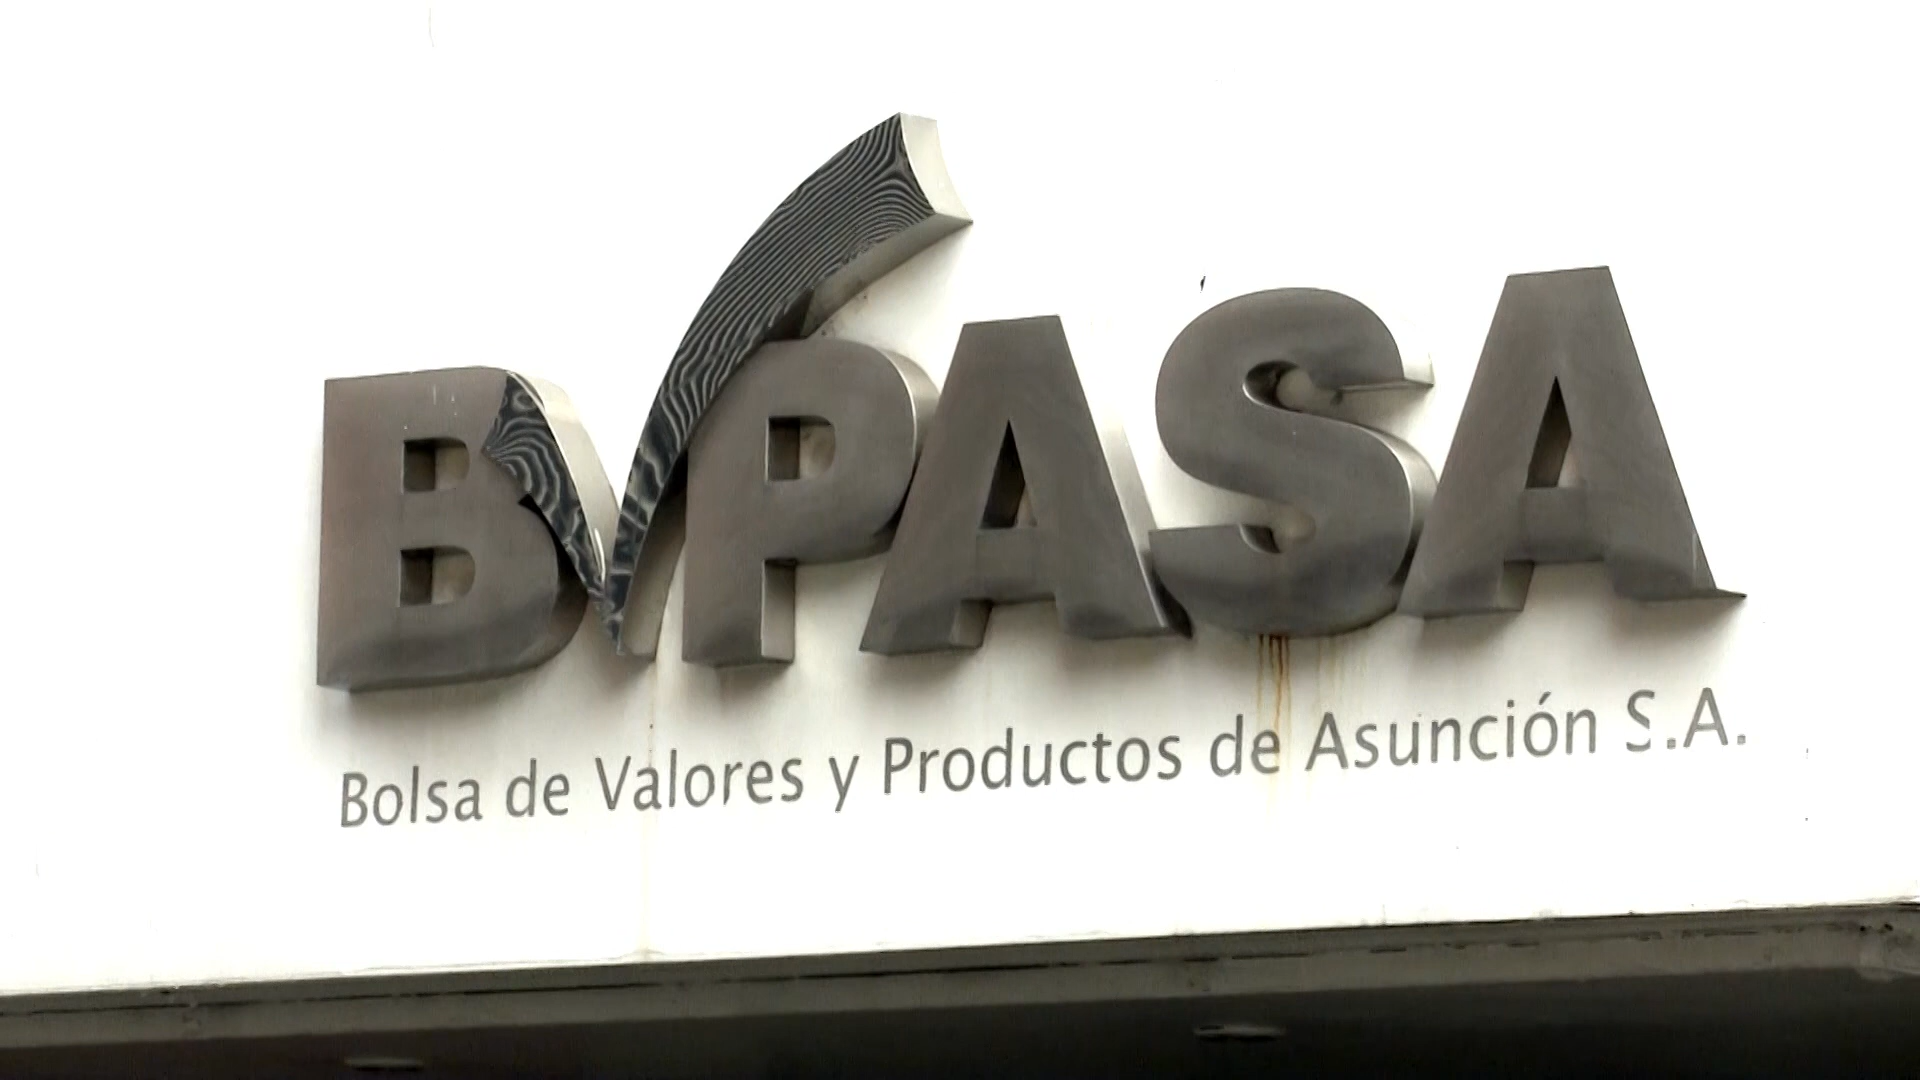 BVPASA
Bolsa de Valores y Productos de Asunción S.A.